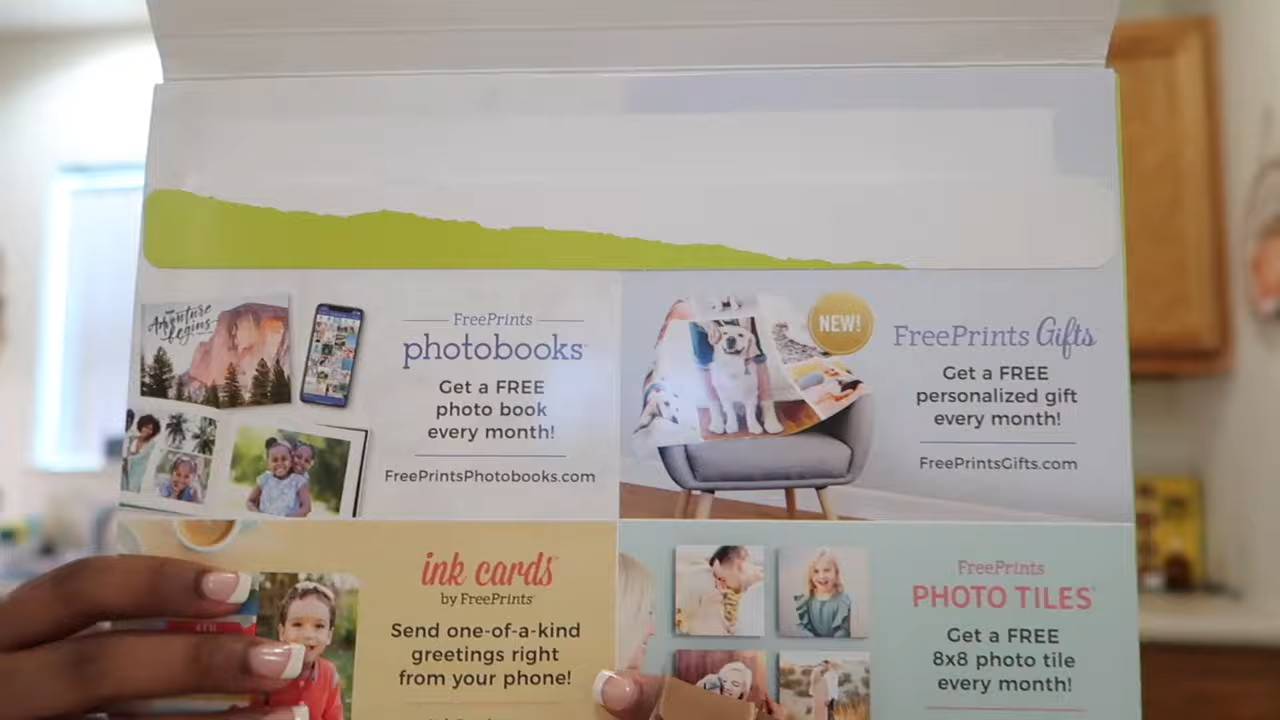 Adventure
begins
FreePrints
photobooks
Get a FREE
photo book
every month!
FreePrintsPhotobooks.com
NEW!
FreePrints Gifts
Get a FREE
personalized gift
every month!
FreePrintsGifts.com
ink cards™
by FreePrints
Send one-of-a-kind
greetings right
from your phone!
FreePrints
PHOTO TILES
Get a FREE
8x8 photo tile
every month!